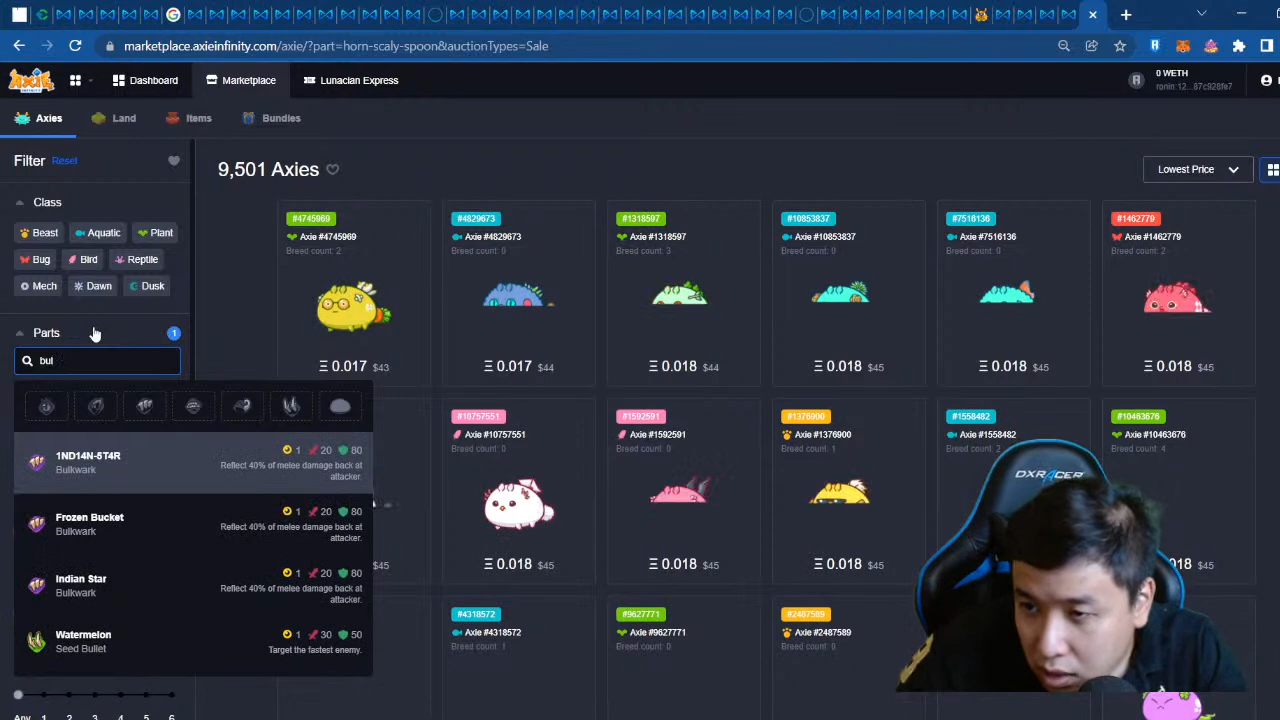 marketplace.axieinfinity.com/axie/?part=horn-scaly-spoon&auctionTypes=Sale
AXIE
Dashboard
Marketplace
Lunacian Express
0 WETH
ronin:12...87c928fe7
Axies
Land
Items
Bundles
Filter Reset
9,501 Axies
Lowest Price
Class
Beast Aquatic Plant
Bug Bird Reptile
Mech Dawn Dusk
Parts 1
bul
1ND14N-5T4R 1 20 80
Bulkwark
Reflect 40% of melee damage back at
attacker.
Frozen Bucket 1 20 80
Bulkwark
Reflect 40% of melee damage back at
attacker.
Indian Star 1 20 80
Bulkwark
Reflect 40% of melee damage back at
attacker.
Watermelon 1 30 50
Seed Bullet
Target the fastest enemy.
Any 1 2 3 4 5 6
#4745969
Axie #4745969
Breed count: 2
Ξ 0.017 $43
#4829673
Axie #4829673
Breed count: 0
Ξ 0.017 $44
#1318597
Axie #1318597
Breed count: 3
Ξ 0.018 $44
#10853837
Axie #10853837
Breed count: 0
Ξ 0.018 $45
#7516136
Axie #7516136
Breed count: 0
Ξ 0.018 $45
#1462779
Axie #1462779
Breed count: 2
Ξ 0.018 $45
$45
#10757551
Axie #10757551
Breed count: 0
Ξ 0.018 $45
#1592591
Axie #1592591
Breed count: 0
Ξ 0.018 $45
#1376900
Axie #1376900
Breed count: 1
Ξ 0.018 $45
#1558482
Axie #1558482
#10463676
Axie #10463676
Breed count: 4
#4318572
Axie #4318572
Breed count: 1
#9627771
Axie #9627771
Breed count: 0
#2487589
Axie #2487589
Breed count: 0
DXRACER